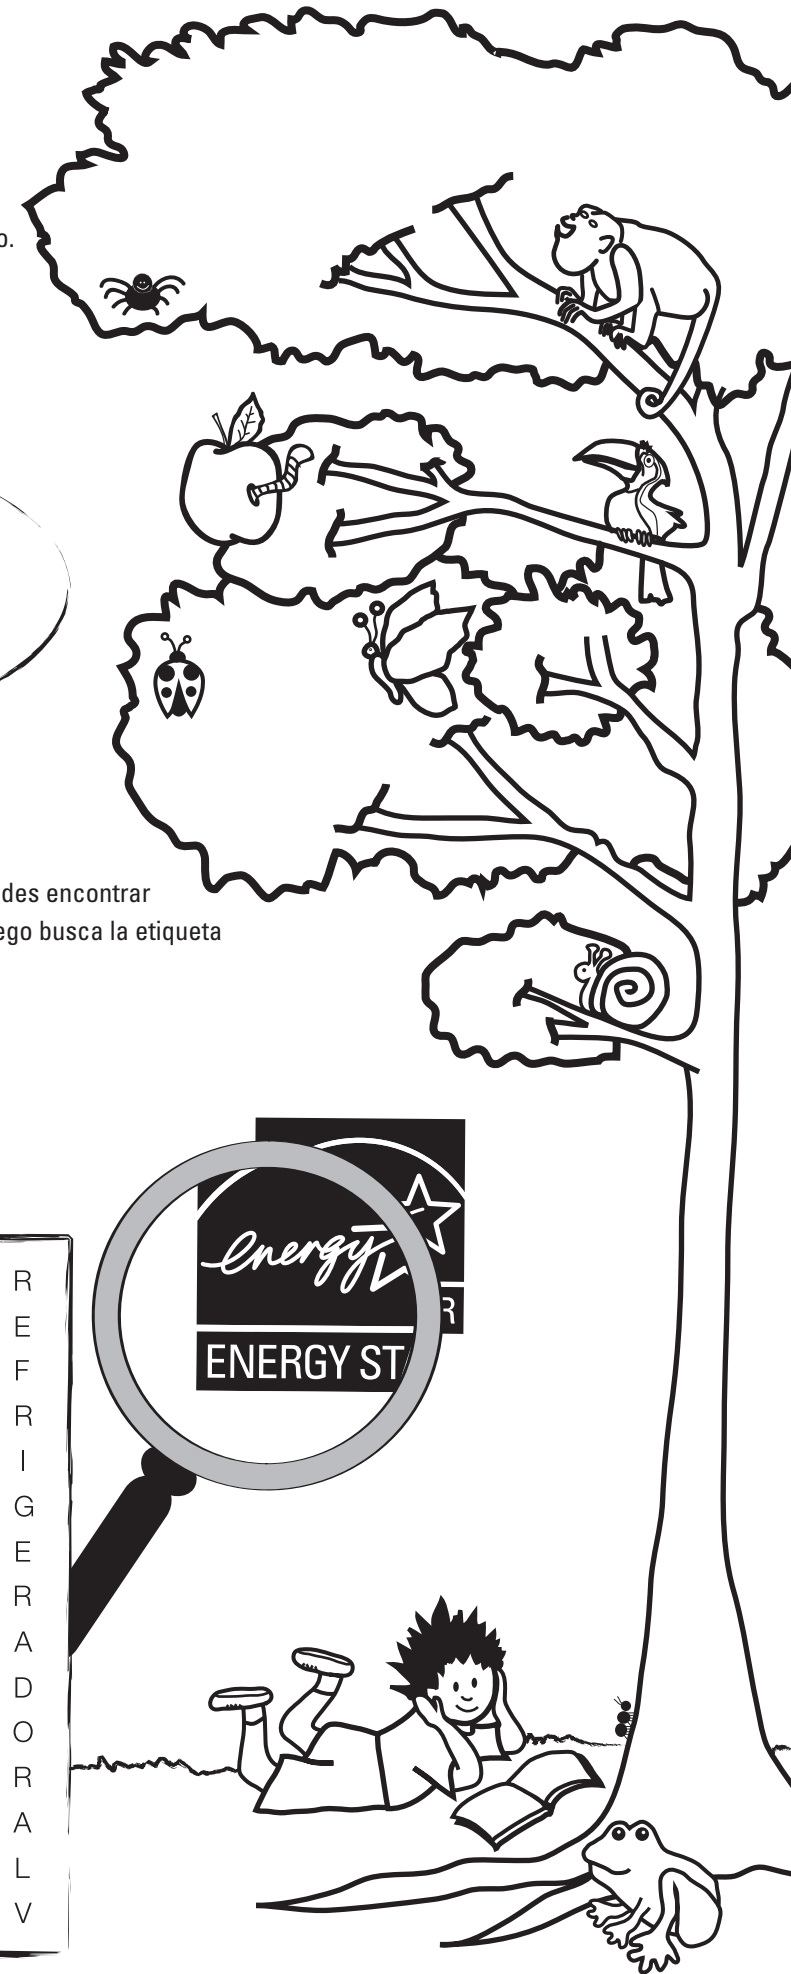 o.
des encontrar
ego busca la etiqueta
energy
R
ENERGY ST
R
E
F
R
I
G
E
R
A
D
O
R
A
L
V